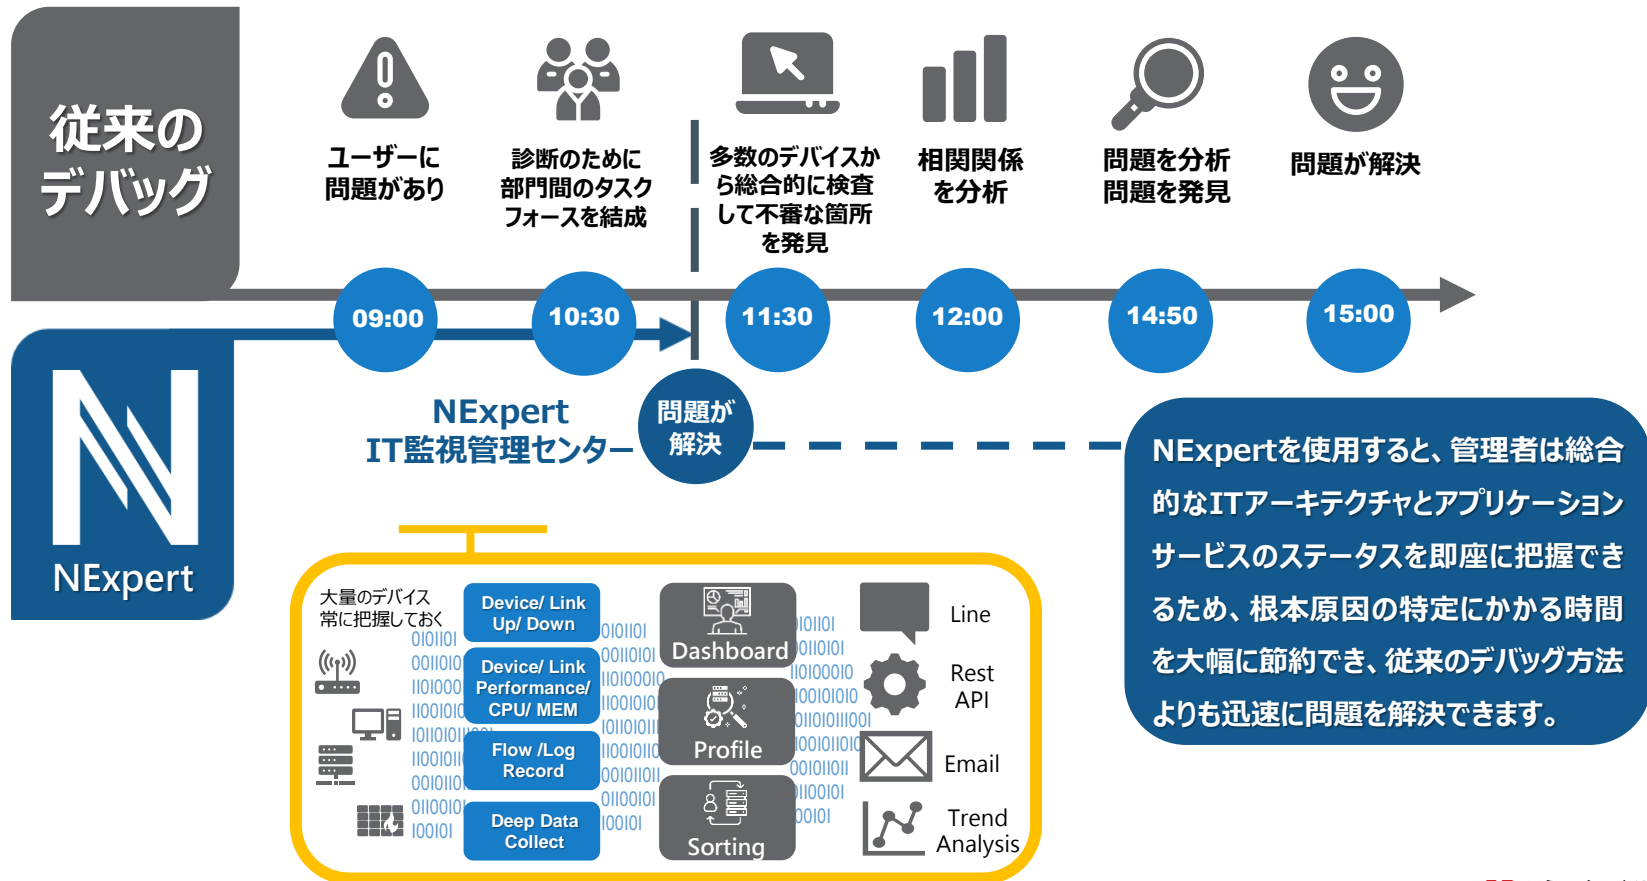 従来の
デバッグ
ユーザーに
問題があり
診断のために
部門間のタスク
フォースを結成
多数のデバイスか
ら総合的に検査
して不審な箇所
を発見
相関関係
を分析
問題を分析
問題を発見
問題が解決
09:00
10:30
11:30
12:00
14:50
15:00
NExpert
NExpert
IT監視管理センター
問題が
解決
NExpertを使用すると、管理者は総合
的なITアーキテクチャとアプリケーション
サービスのステータスを即座に把握でき
るため、根本原因の特定にかかる時間
を大幅に節約でき、従来のデバッグ方法
よりも迅速に問題を解決できます。
大量のデバイス
常に把握しておく
Device/ Link
Up/ Down
Device/ Link
Performance/
CPU/ MEM
Flow /Log
Record
Deep Data
Collect
Dashboard
Profile
Sorting
Line
Rest
API
Email
Trend
Analysis